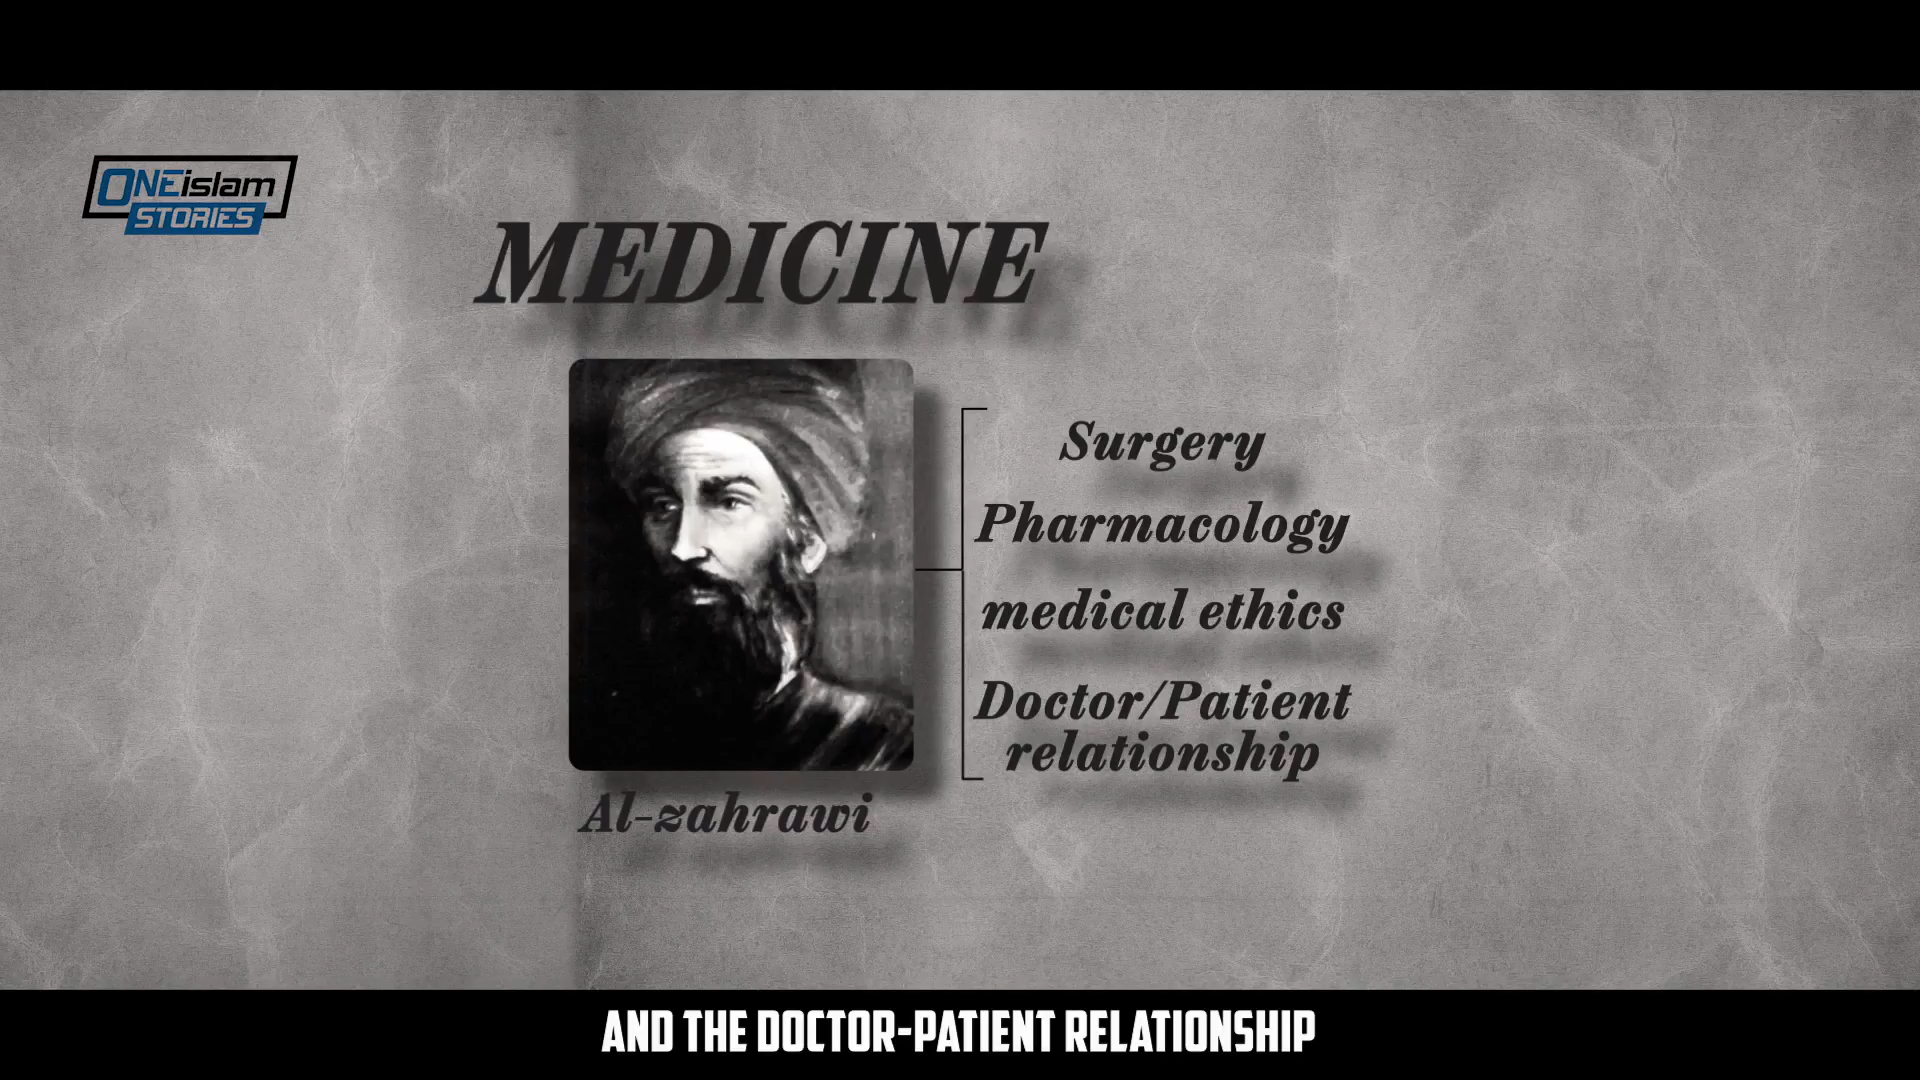 ONEislam
STORIES
MEDICINE
Surgery
Pharmacology
medical ethics
Doctor/Patient
relationship
Al-zahrawi
AND THE DOCTOR-PATIENT RELATIONSHIP